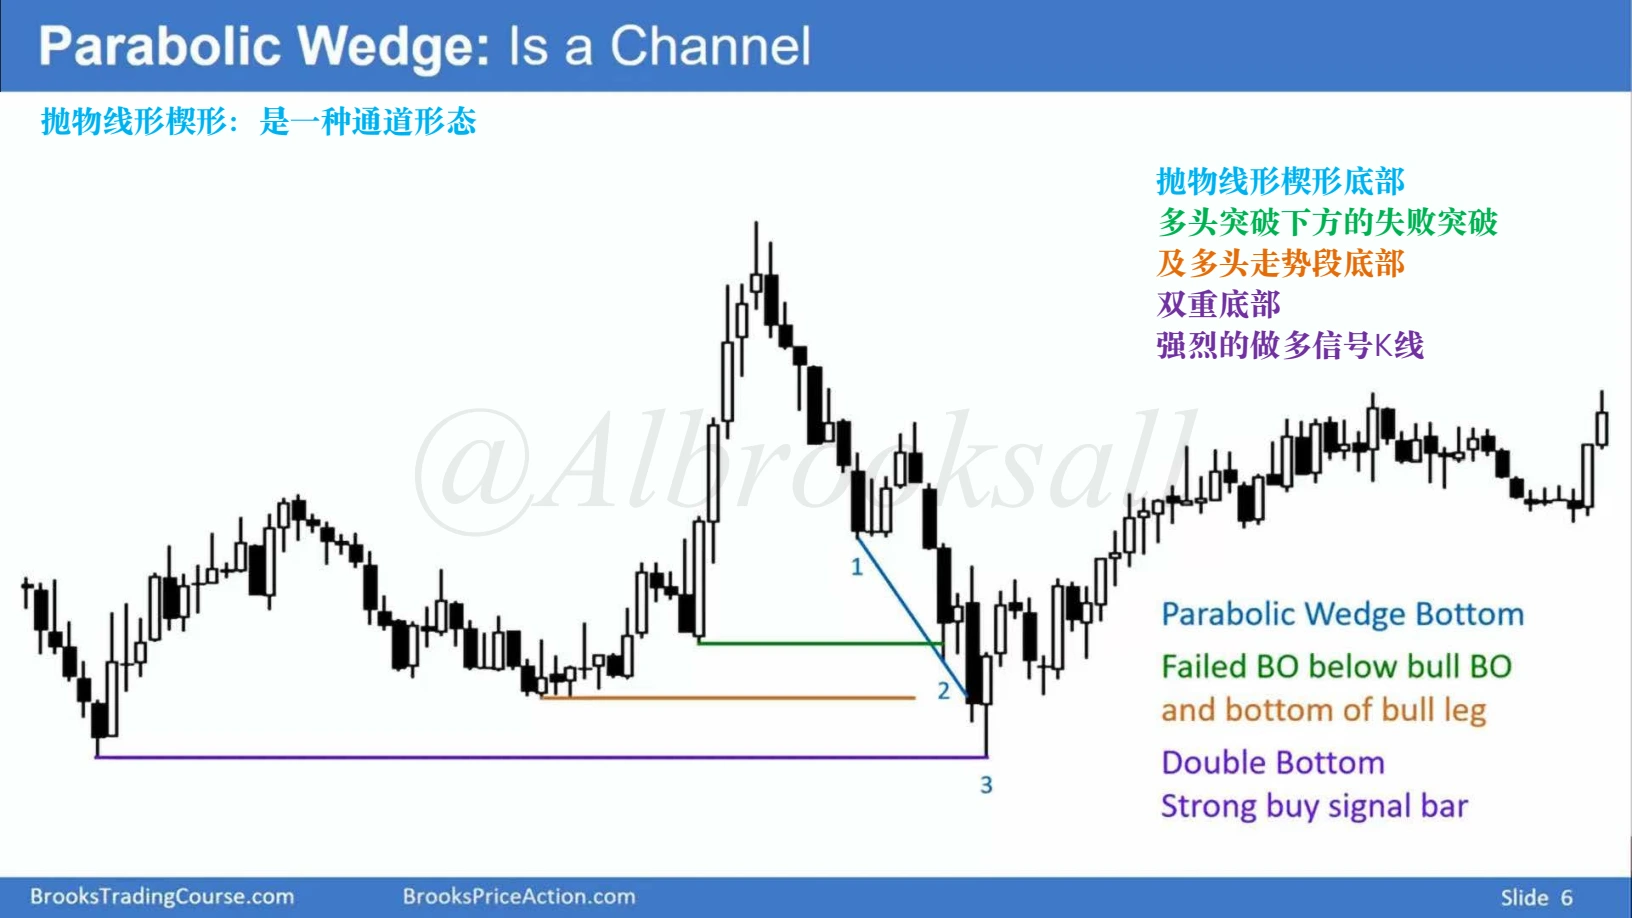 Parabolic Wedge: Is a Channel
抛物线形楔形：是一种通道形态
抛物线形楔形底部
多头突破下方的失败突破
及多头走势段底部
双重底部
强烈的做多信号K线
@Albrooksall
1
2
3
Parabolic Wedge Bottom
Failed BO below bull BO
and bottom of bull leg
Double Bottom
Strong buy signal bar
BrooksTradingCourse.com
BrooksPriceAction.com
Slide 6